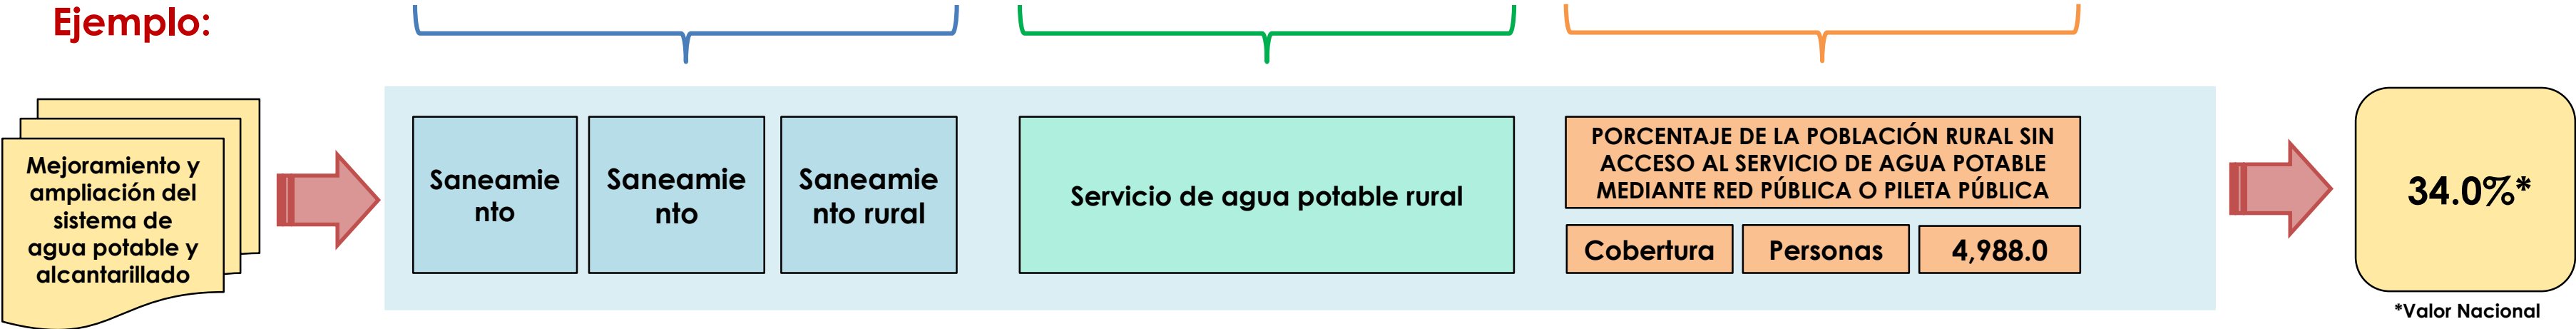 Ejemplo:
Mejoramiento y
ampliación del
sistema de
agua potable y
alcantarillado
Saneamie
nto
Saneamie
nto
Saneamie
nto rural
Servicio de agua potable rural
PORCENTAJE DE LA POBLACIÓN RURAL SIN
ACCESO AL SERVICIO DE AGUA POTABLE
MEDIANTE RED PÚBLICA O PILETA PÚBLICA
Cobertura
Personas
4,988.0
34.0%*
*Valor Nacional